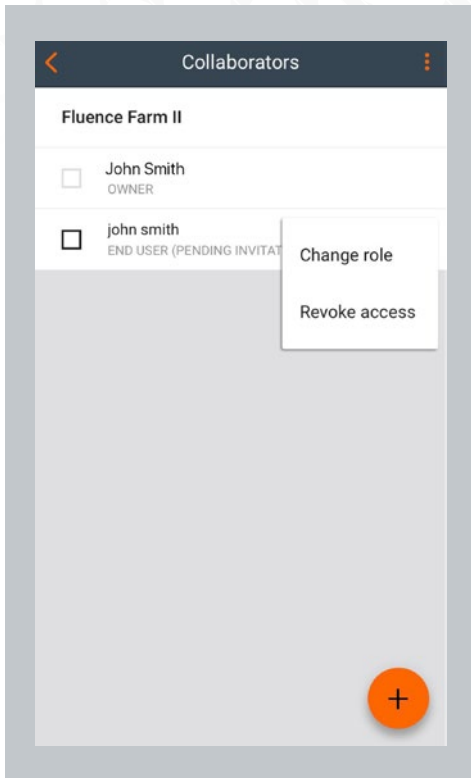 Collaborators
Fluence Farm II
John Smith
OWNER
john smith
END USER (PENDING INVITAT
Change role
Revoke access
+